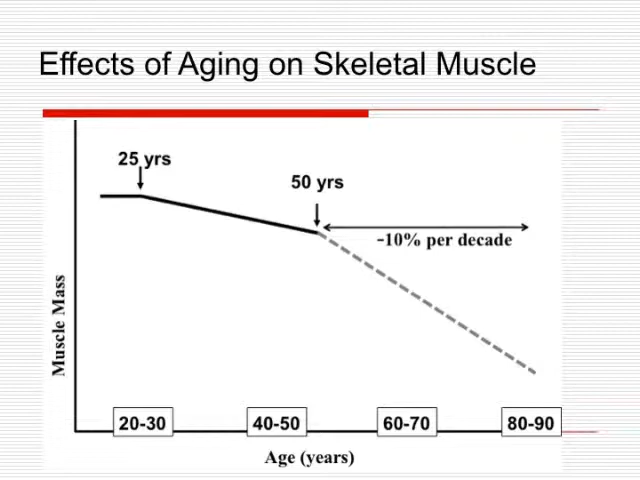 Effects of Aging on Skeletal Muscle
25 yrs
50 yrs
-10% per decade
Muscle Mass
20-30
40-50
60-70
80-90
Age (years)